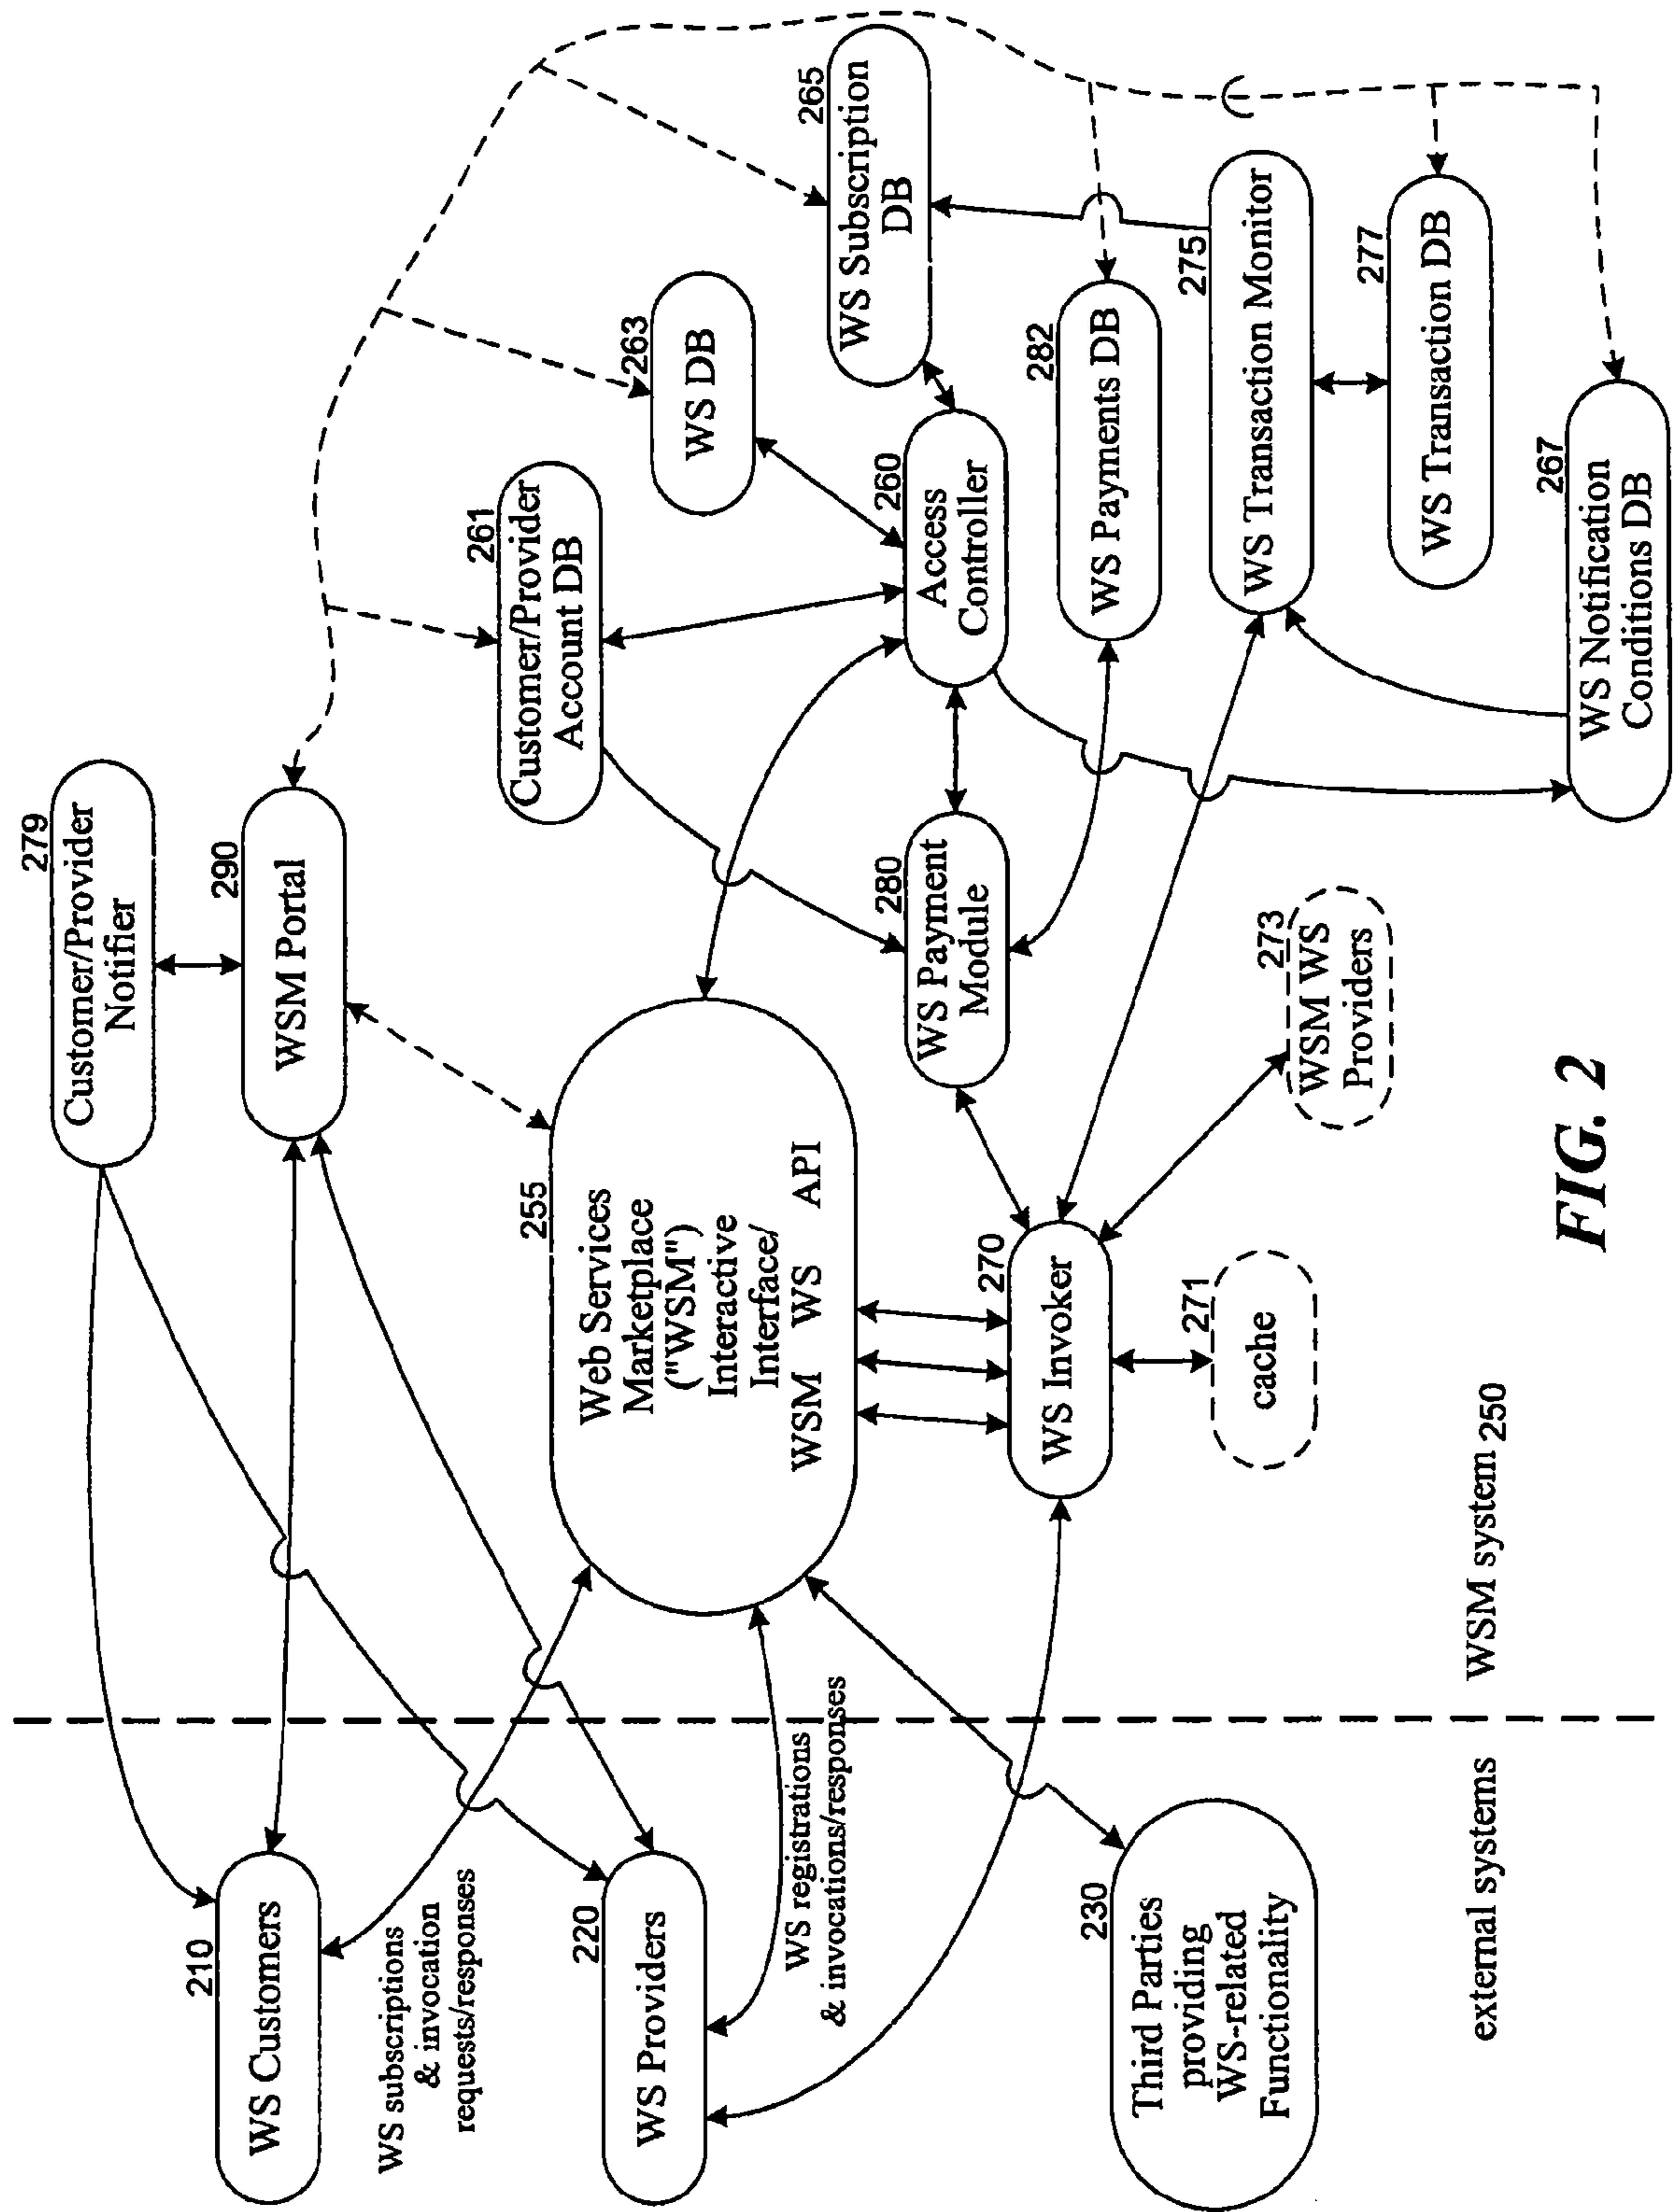 279
Customer/Provider
Notifier
290
WSM Portal
210
WS Customers
WS subscriptions
& invocation
requests/responses
220
WS Providers
WS registrations
& invocations/responses
230
Third Parties
providing
WS-related
Functionality
external systems
WSM system 250
255
Web Services
Marketplace
("WSM")
Interactive
Interface/
WSM WS API
270
WS Invoker
271
cache
273
WSM WS
Providers
280
WS Payment
Module
261
Customer/Provider
Account DB
263
WS DB
265
WS Subscription
DB
260
Access
Controller
282
WS Payments DB
275
WS Transaction Monitor
277
WS Transaction DB
267
WS Notification
Conditions DB
FIG. 2